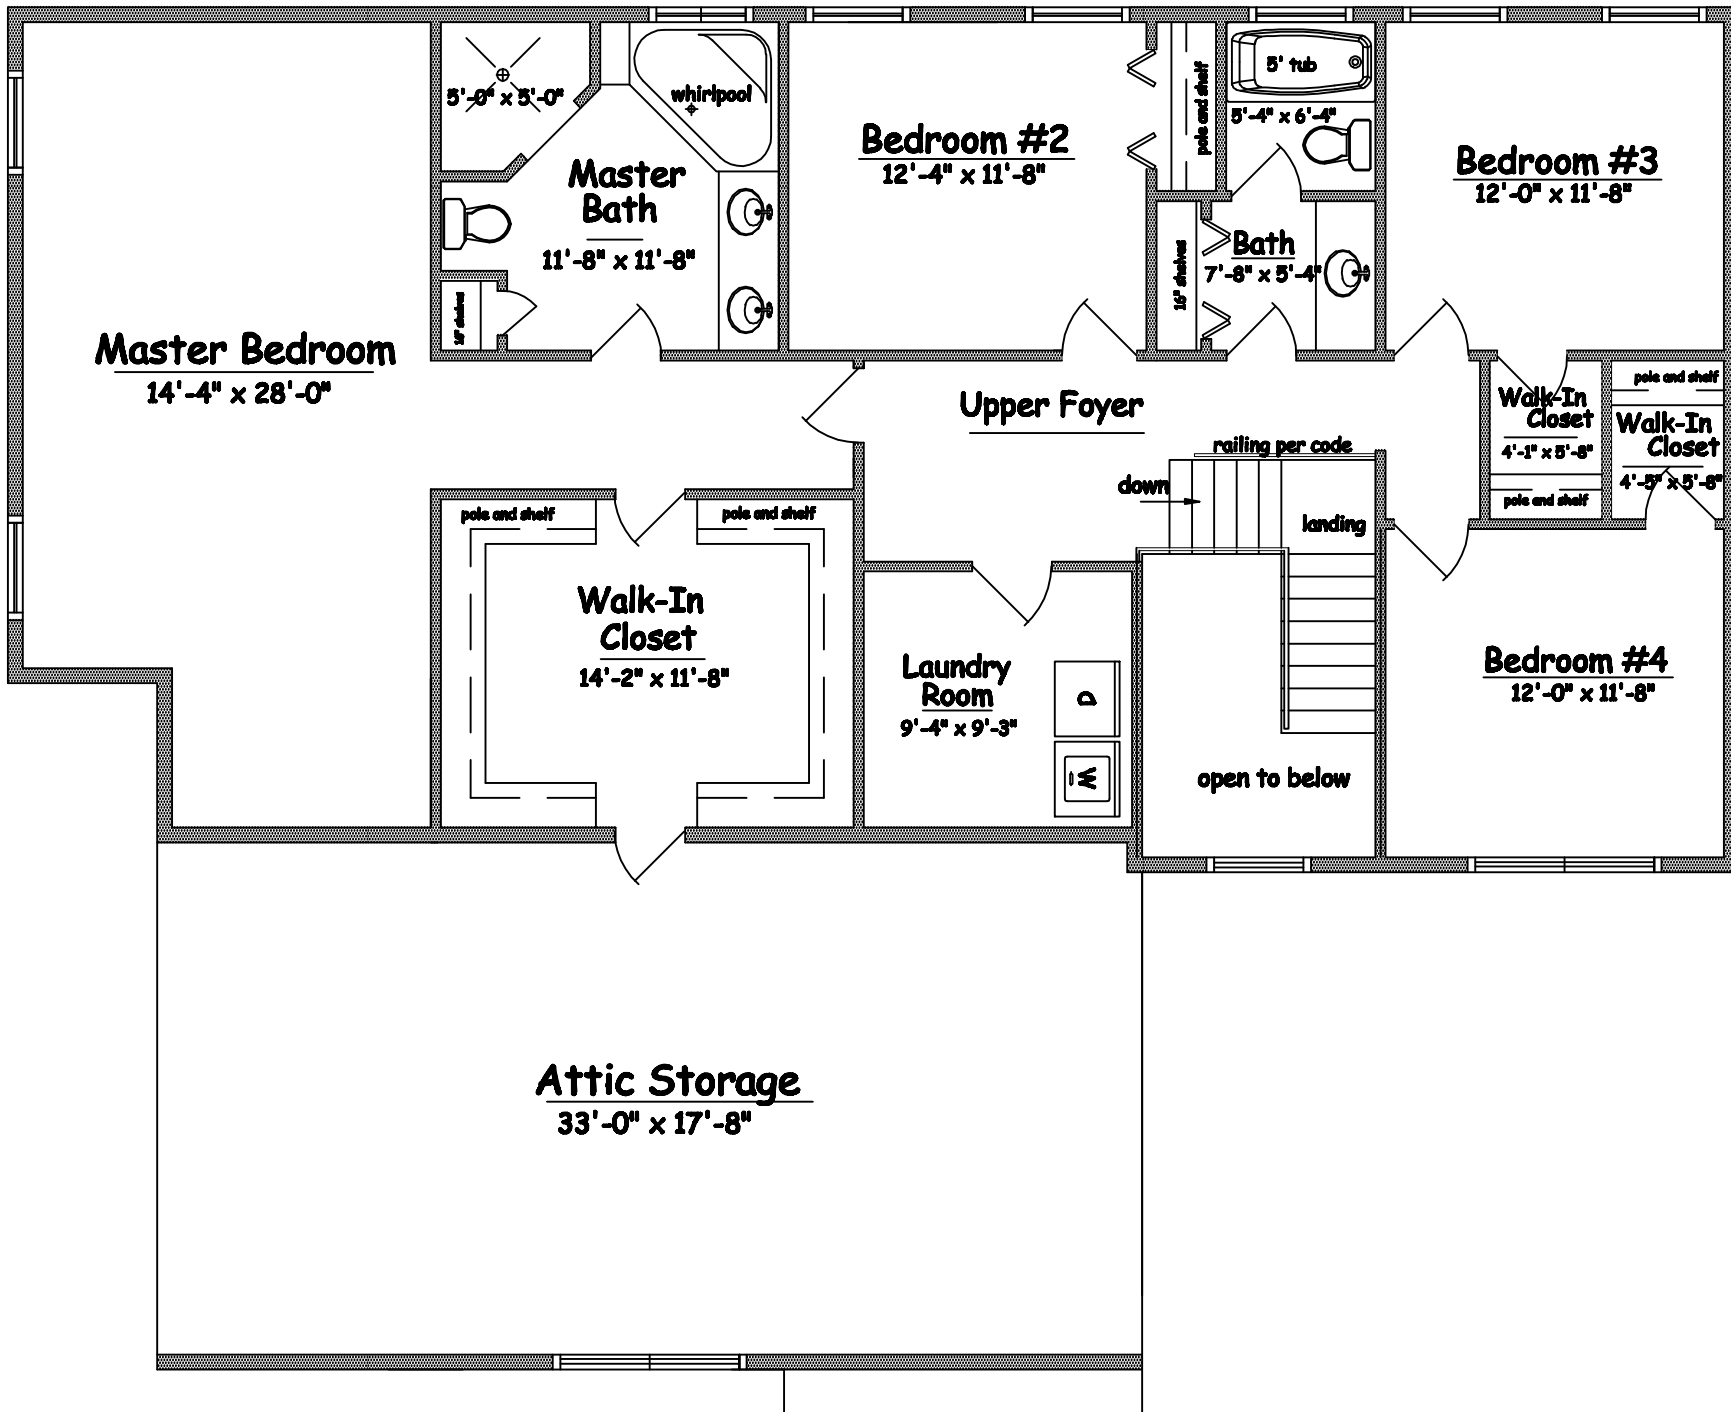 5'-0" x 5'-0"
whirlpool
Master
Bath
11'-8" x 11'-8"
16" shelves
Bedroom #2
12'-4" x 11'-8"
pole and shelf
5' tub
5'-4" x 6'-4"
16" shelves
Bath
7'-8" x 5'-4"
Bedroom #3
12'-0" x 11'-8"
Master Bedroom
14'-4" x 28'-0"
Upper Foyer
railing per code
down
landing
Walk-In
Closet
4'-1" x 5'-8"
pole and shelf
pole and shelf
Walk-In
Closet
4'-5" x 5'-8"
pole and shelf
pole and shelf
Walk-In
Closet
14'-2" x 11'-8"
Laundry
Room
9'-4" x 9'-3"
D
W
open to below
Bedroom #4
12'-0" x 11'-8"
Attic Storage
33'-0" x 17'-8"